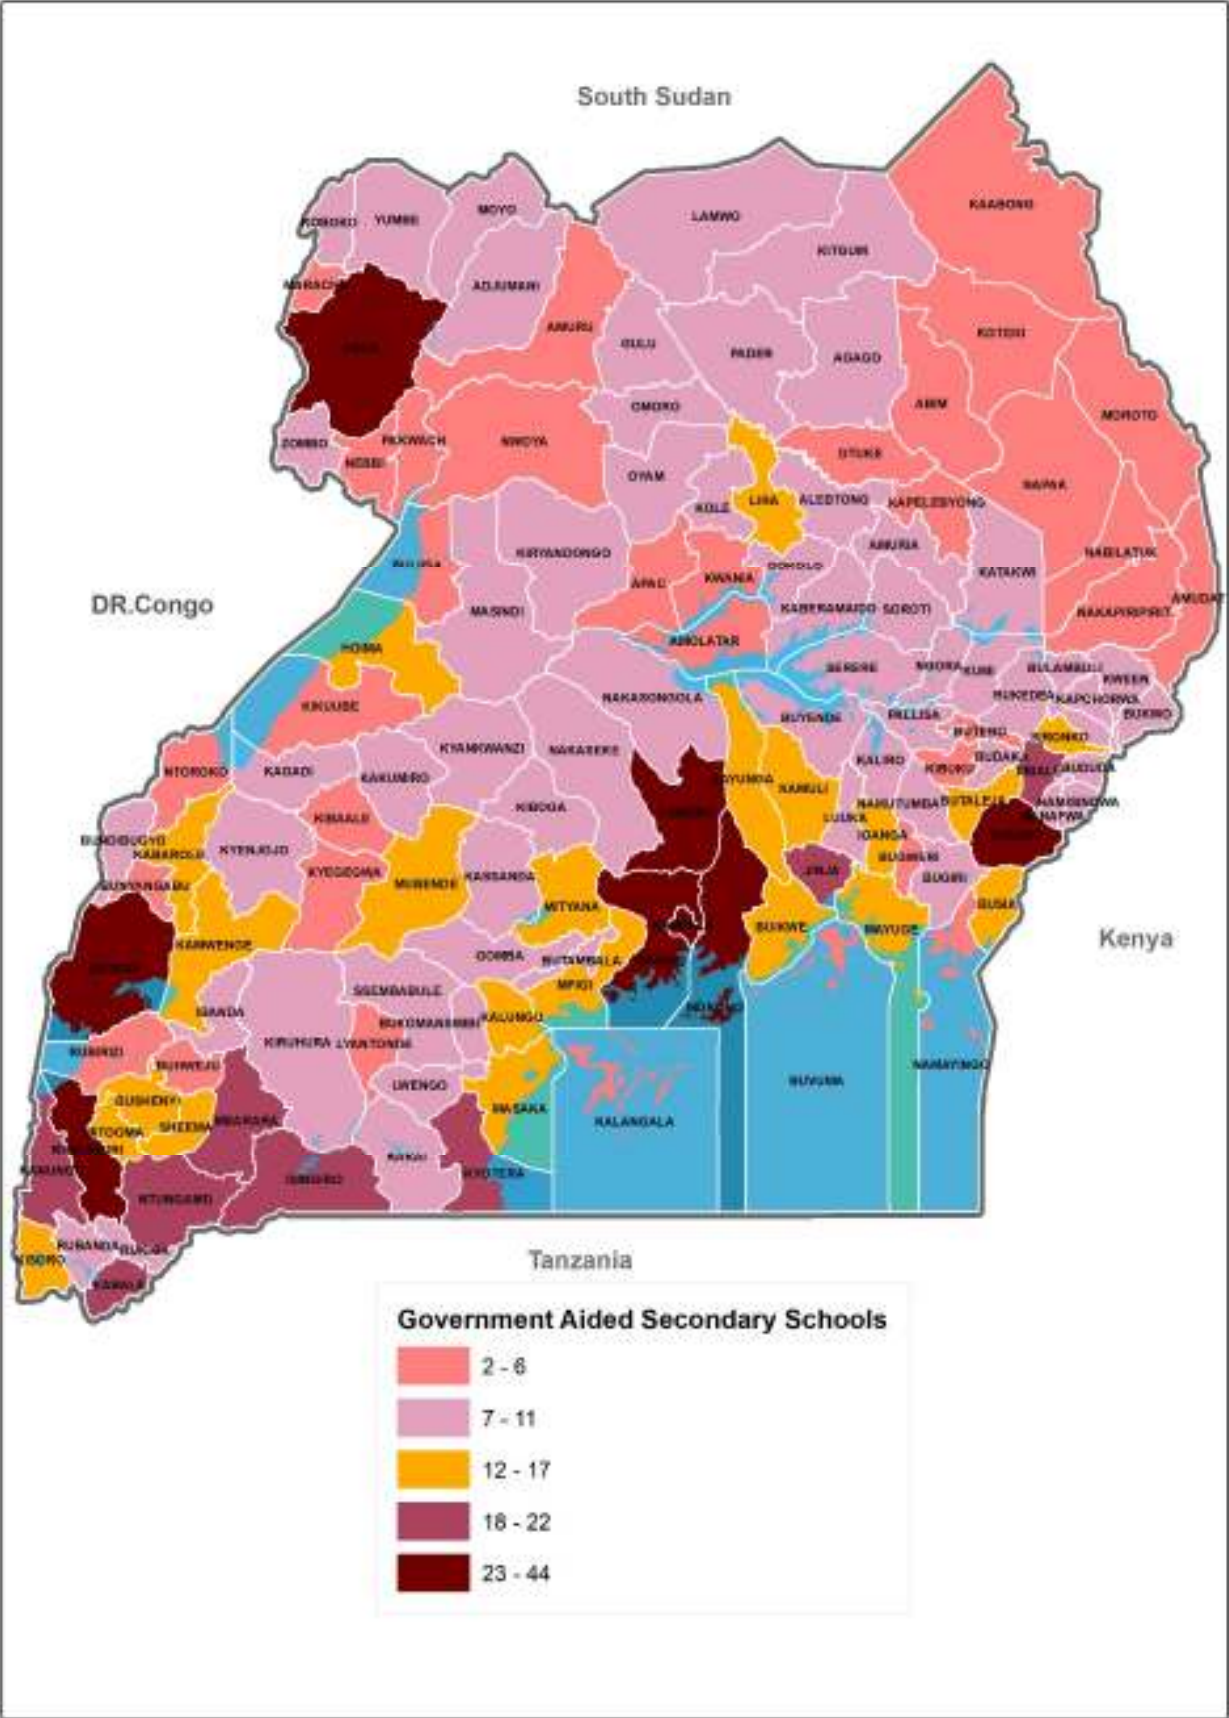 South Sudan
KAABONG
MOYO
LAMWO
YUMBE
KOBOKO
KITGUM
MARACHA
ADJUMANI
AMURU
KOTIDO
GULU
PADER
AGAGO
ABIM
OMORO
MOROTO
ZOMBO
PAKWACH
NWOYA
OTUKE
NEBBI
OYAM
NAPAK
LIRA
ALEBTONG
KAPELEBYONG
KOLE
KIRYANDONGO
AMURIA
NABILATUK
DOKOLO
KATAKWI
APAC
KWANIA
DR.Congo
AMUDAT
MASINDI
KABERAMAIDO
SOROTI
NAKAPIRIPIRIT
AMOLATAR
HOIMA
SERERE
NGORA
KUMI
BULAMBULI
KWEEN
NAKASONGOLA
BUKEDEA
KAPCHORWA
KIKUUBE
BUYENDE
PALLISA
BUKWO
KYANKWANZI
NAKASEKE
KALIRO
BUDAKA
KIBUKU
BUDUDA
NTOROKO
KAGADI
KAKUMIRO
KAMULI
KIBOGA
NAMUTUMBA
BUTALEJA
KIBAALE
LUUKA
IGANGA
BUNDIBUGYO
KABAROLE
KYENJOJO
BUGWERI
KYEGEGWA
JINJA
BUNYANGABU
MUBENDE
KASSANDA
BUGIRI
MITYANA
BUSIA
KAMWENGE
BUIKWE
MAYUGE
Kenya
GOMBA
BUTAMBALA
MPIGI
SSEMBABULE
IBANDA
KALUNGU
BUKOMANSIMBI
KIRUHURA
LYANTONDE
RUBIRIZI
BUHWEJU
NAMAYINGO
LWENGO
BUVUMA
BUSHENYI
MASAKA
SHEEMA
MBARARA
KALANGALA
RAKAI
KYOTERA
ISINGIRO
NTUNGAMO
RUBANDA
KISORO
KABALE
Tanzania
Government Aided Secondary Schools
2 - 6
7 - 11
12 - 17
18 - 22
23 - 44